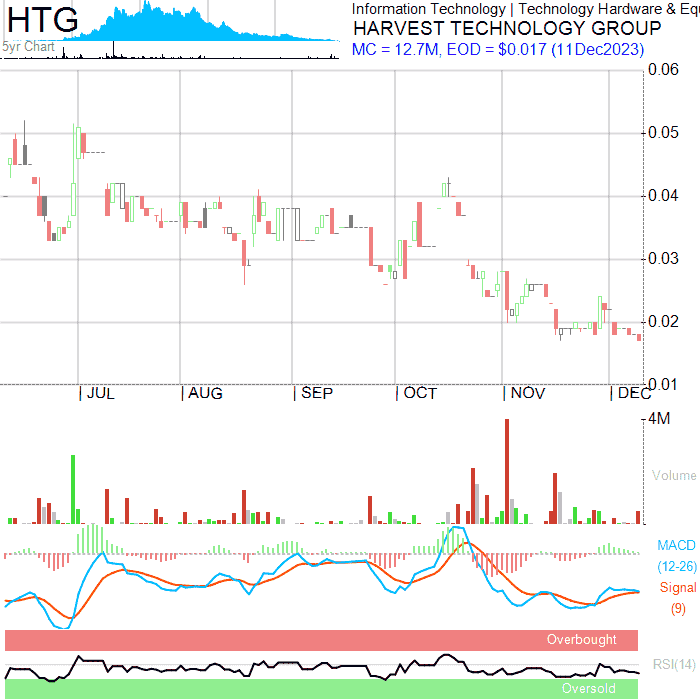 HTG
Information Technology | Technology Hardware & Equ
HARVEST TECHNOLOGY GROUP
5yr Chart
MC = 12.7M, EOD = $0.017 (11Dec2023)
0.06
0.05
0.04
0.03
0.02
0.01
JUL AUG SEP OCT NOV DEC
4M
Volume
MACD
(12-26)
Signal
(9)
Overbought
RSI(14)
Oversold